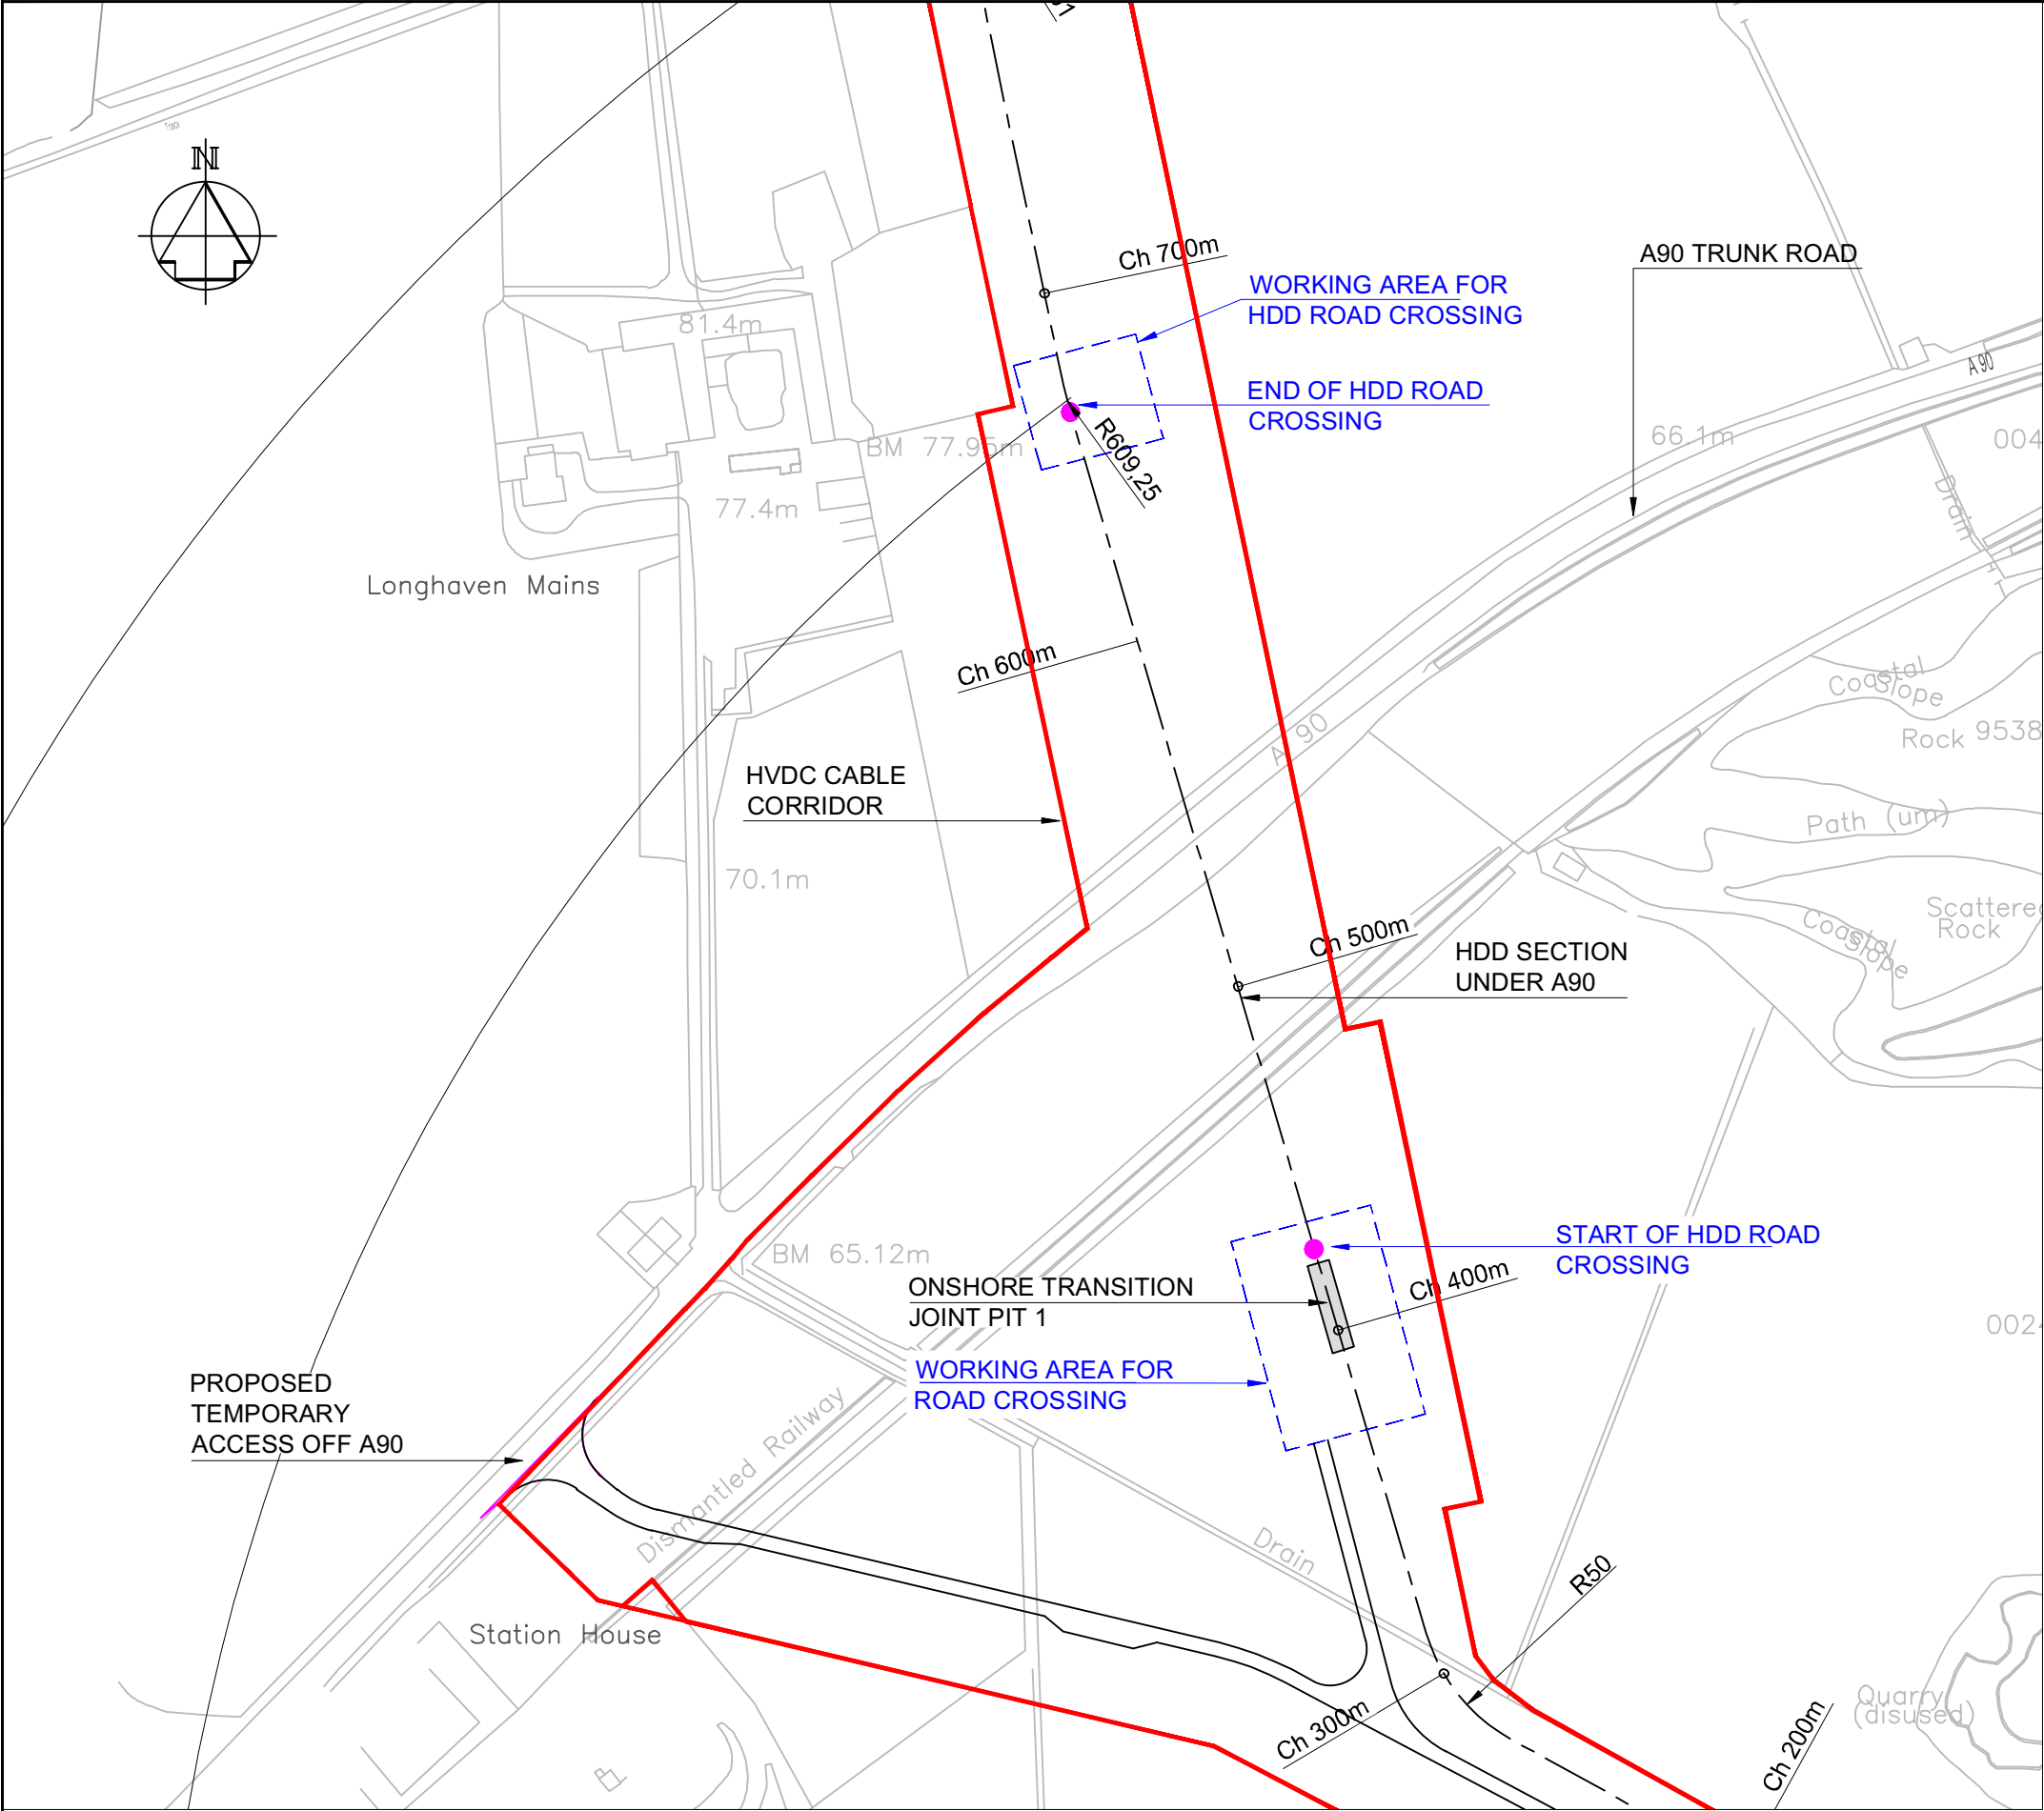 Track
N
Ch 700m
A90 TRUNK ROAD
WORKING AREA FOR
HDD ROAD CROSSING
81.4m
A 90
END OF HDD ROAD
CROSSING
BM 77.95m
R609,25
66.1m
004
77.4m
Drain
Longhaven Mains
Ch 600m
Coastal
Slope
Rock 9538
A 90
HVDC CABLE
CORRIDOR
Path (um)
70.1m
Scattered
Rock
Coastal
Slope
Ch 500m
HDD SECTION
UNDER A90
BM 65.12m
START OF HDD ROAD
CROSSING
ONSHORE TRANSITION
JOINT PIT 1
Ch 400m
002
WORKING AREA FOR
ROAD CROSSING
PROPOSED
TEMPORARY
ACCESS OFF A90
Dismantled Railway
Drain
R50
Station House
Ch 300m
Quarry
(disused)
Ch 200m